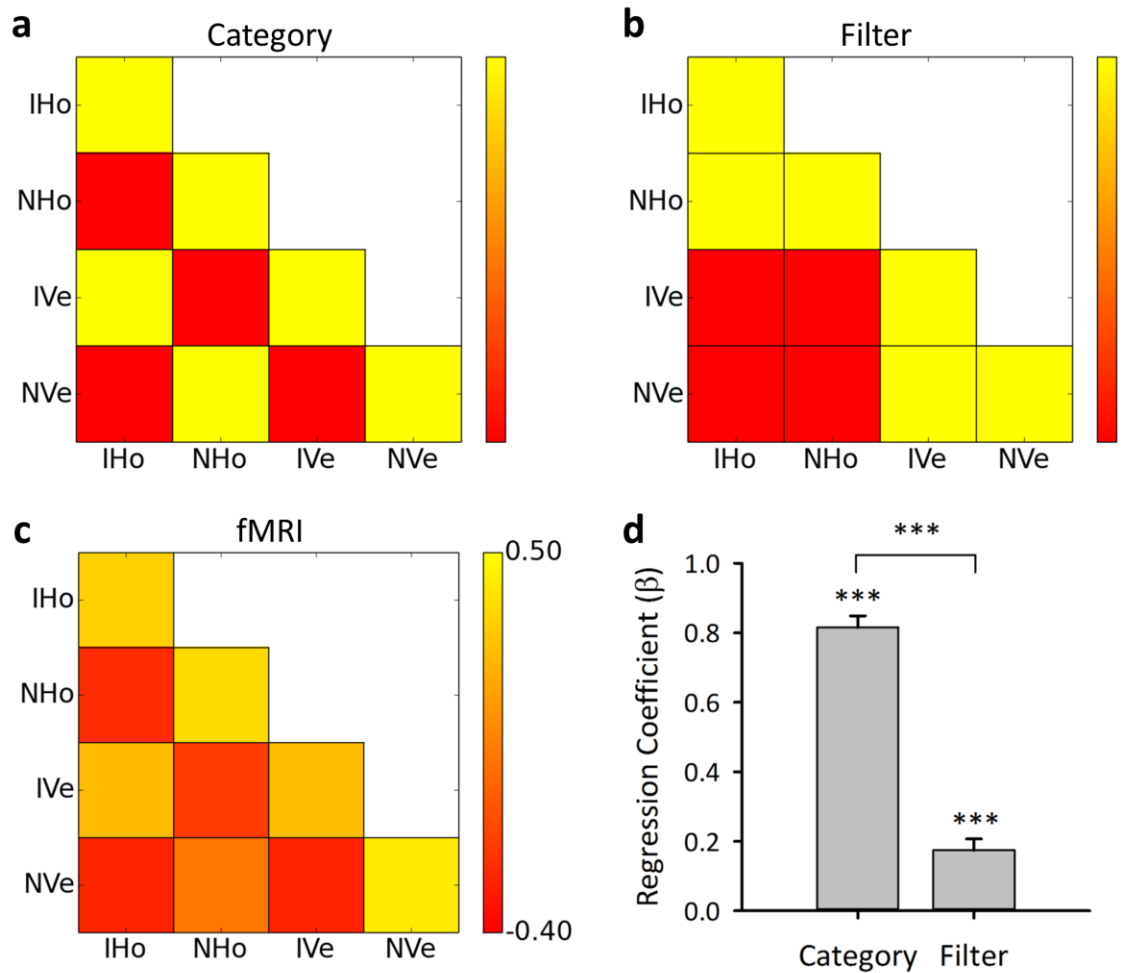 a
Category
IHo
NHo
IVe
NVe
IHo NHo IVe NVe
b
Filter
IHo
NHo
IVe
NVe
IHo NHo IVe NVe
c
fMRI
IHo
NHo
IVe
NVe
IHo NHo IVe NVe
0.50
-0.40
d
***
Regression Coefficient (β)
1.0
0.8
0.6
0.4
0.2
0.0
***
***
Category Filter